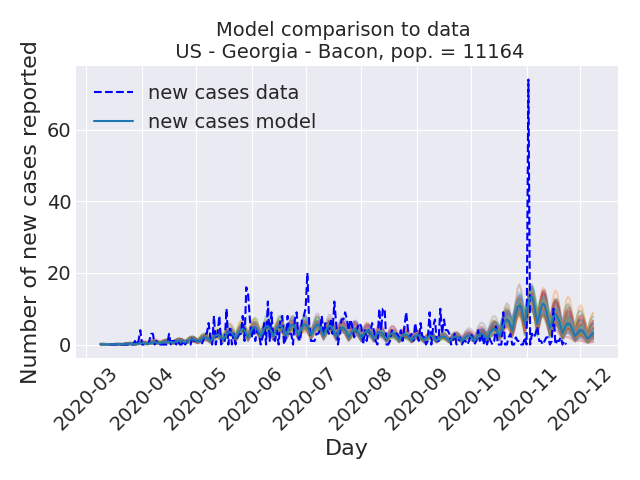 Model comparison to data
US - Georgia - Bacon, pop. = 11164
new cases data
new cases model
Number of new cases reported
60
40
20
0
2020-03
2020-04
2020-05
2020-06
2020-07
2020-08
2020-09
2020-10
2020-11
2020-12
Day